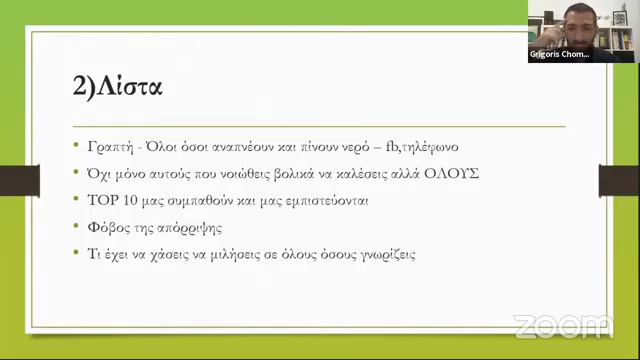 Grigoris Chom...
2)Λίστα
Γραπτή - Όλοι όσοι αναπνέουν και πίνουν νερό – fb,τηλέφωνο
Όχι μόνο αυτούς που νοιώθεις βολικά να καλέσεις αλλά ΟΛΟΥΣ
TOP 10 μας συμπαθούν και μας εμπιστεύονται
Φόβος της απόρριψης
Τι έχει να χάσεις να μιλήσεις σε όλους όσους γνωρίζεις
zoom